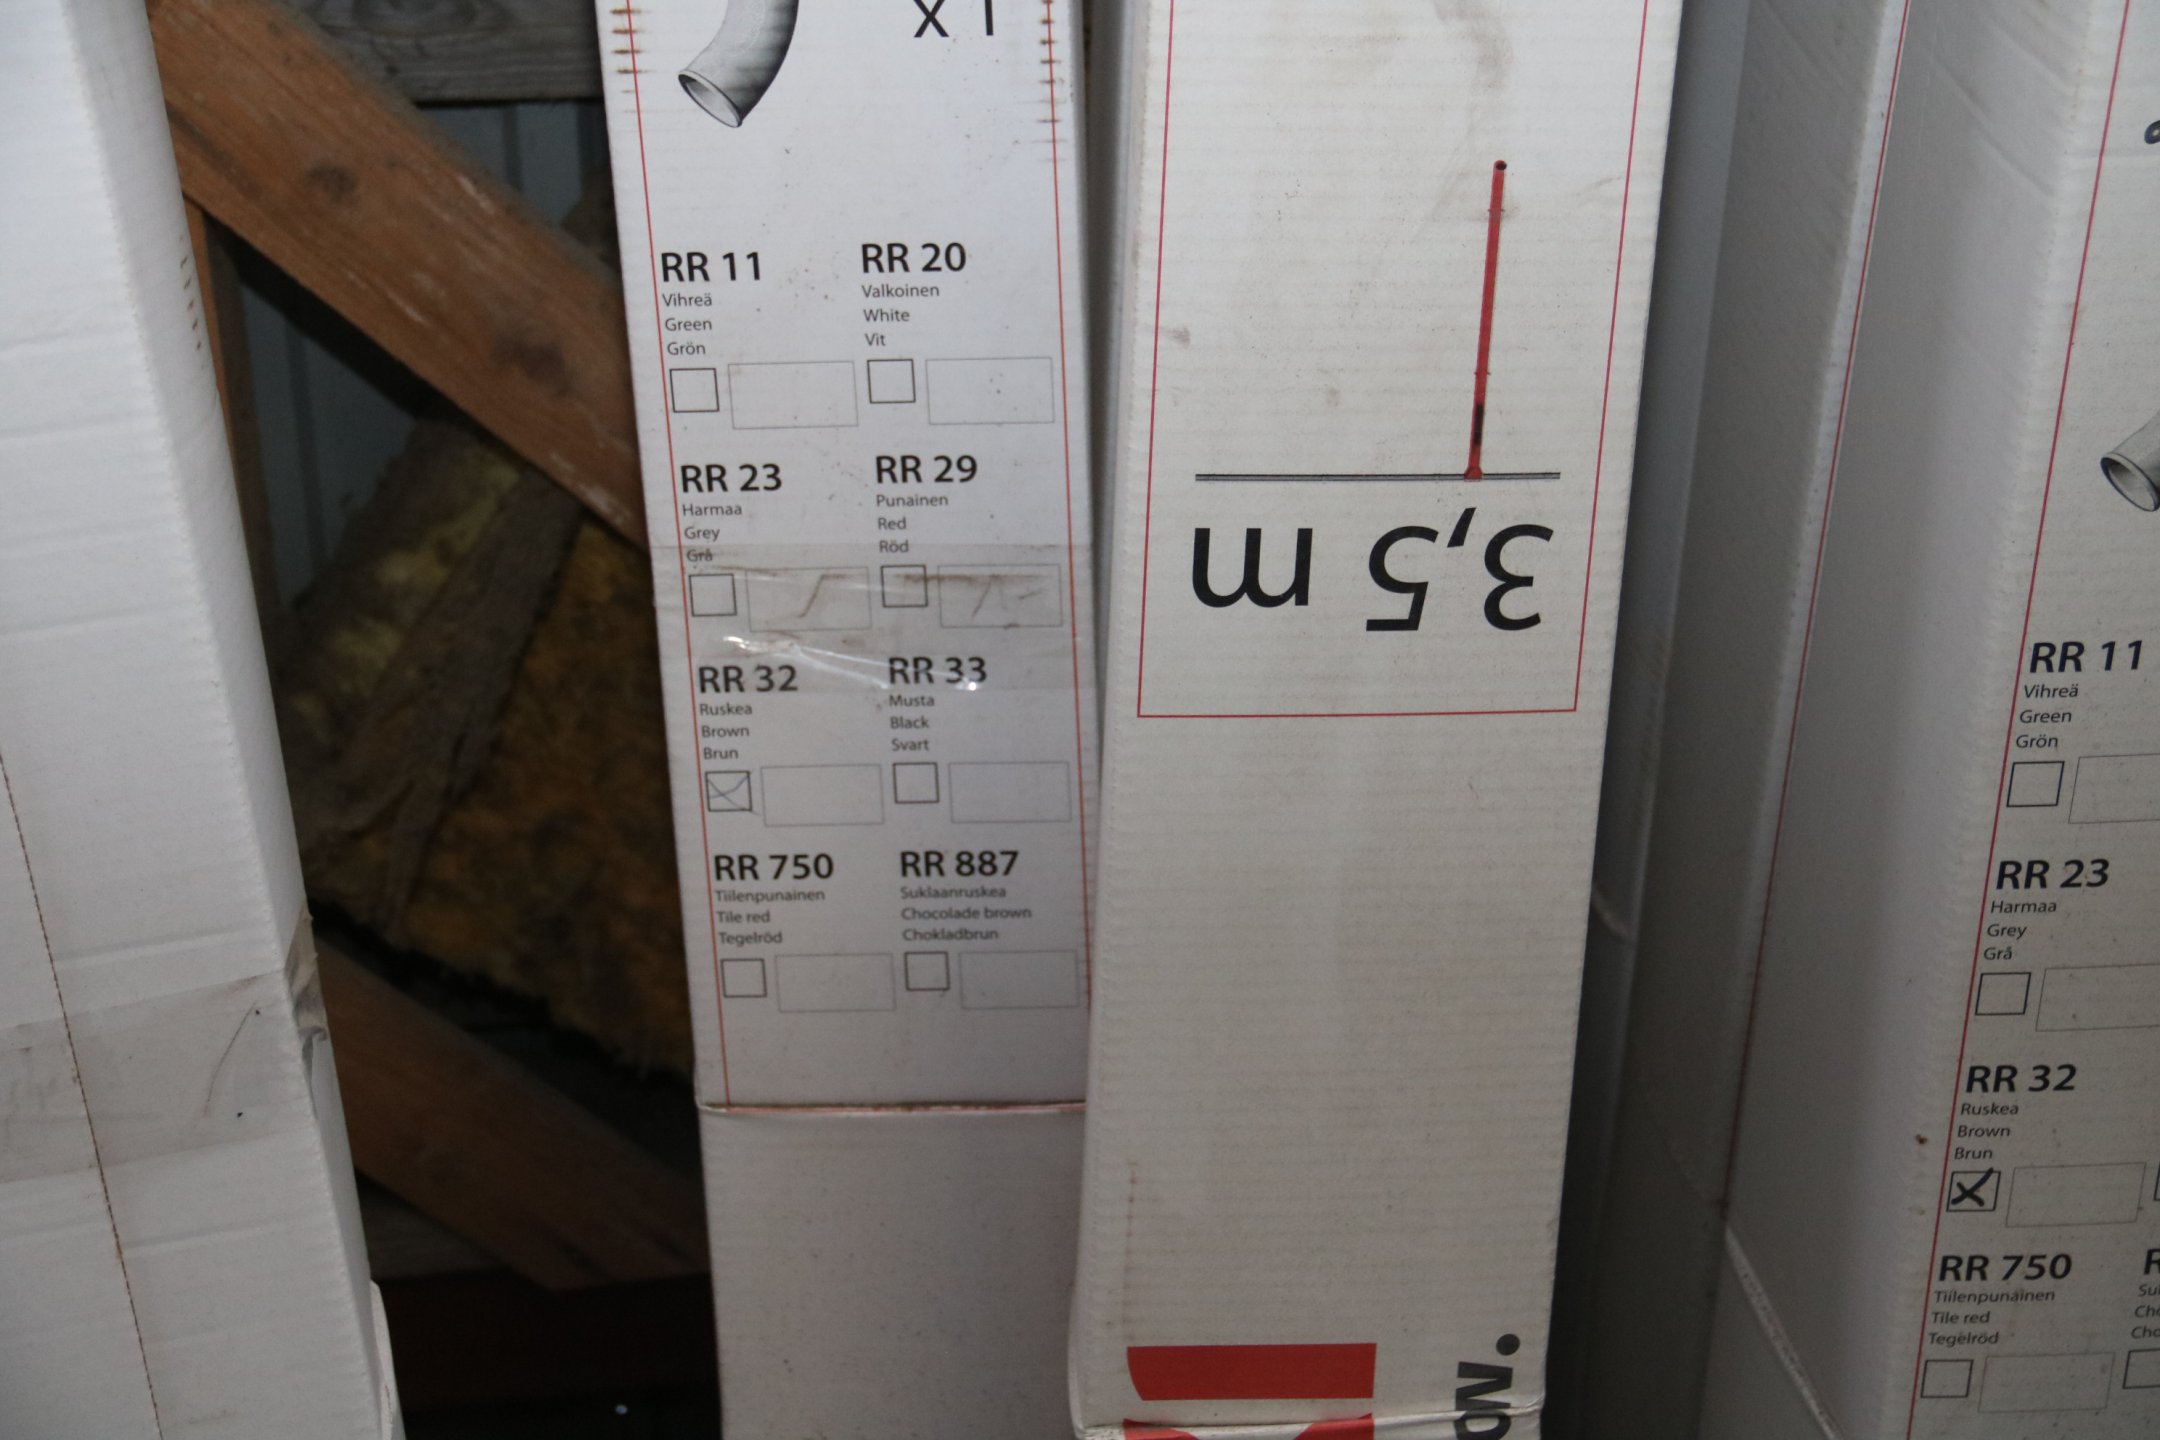 x 1
RR 11
Vihreä
Green
Grön
RR 20
Valkoinen
White
Vit
RR 23
Harmaa
Grey
Grå
RR 29
Punainen
Red
Röd
RR 32
Ruskea
Brown
Brun
RR 33
Musta
Black
Svart
RR 750
Tiilenpunainen
Tile red
Tegelröd
RR 887
Suklaanruskea
Chocolade brown
Chokladbrun
3,5 m
RR 11
Vihreä
Green
Grön
RR 23
Harmaa
Grey
Grå
RR 32
Ruskea
Brown
Brun
RR 750
Tiilenpunainen
Tile red
Tegelröd